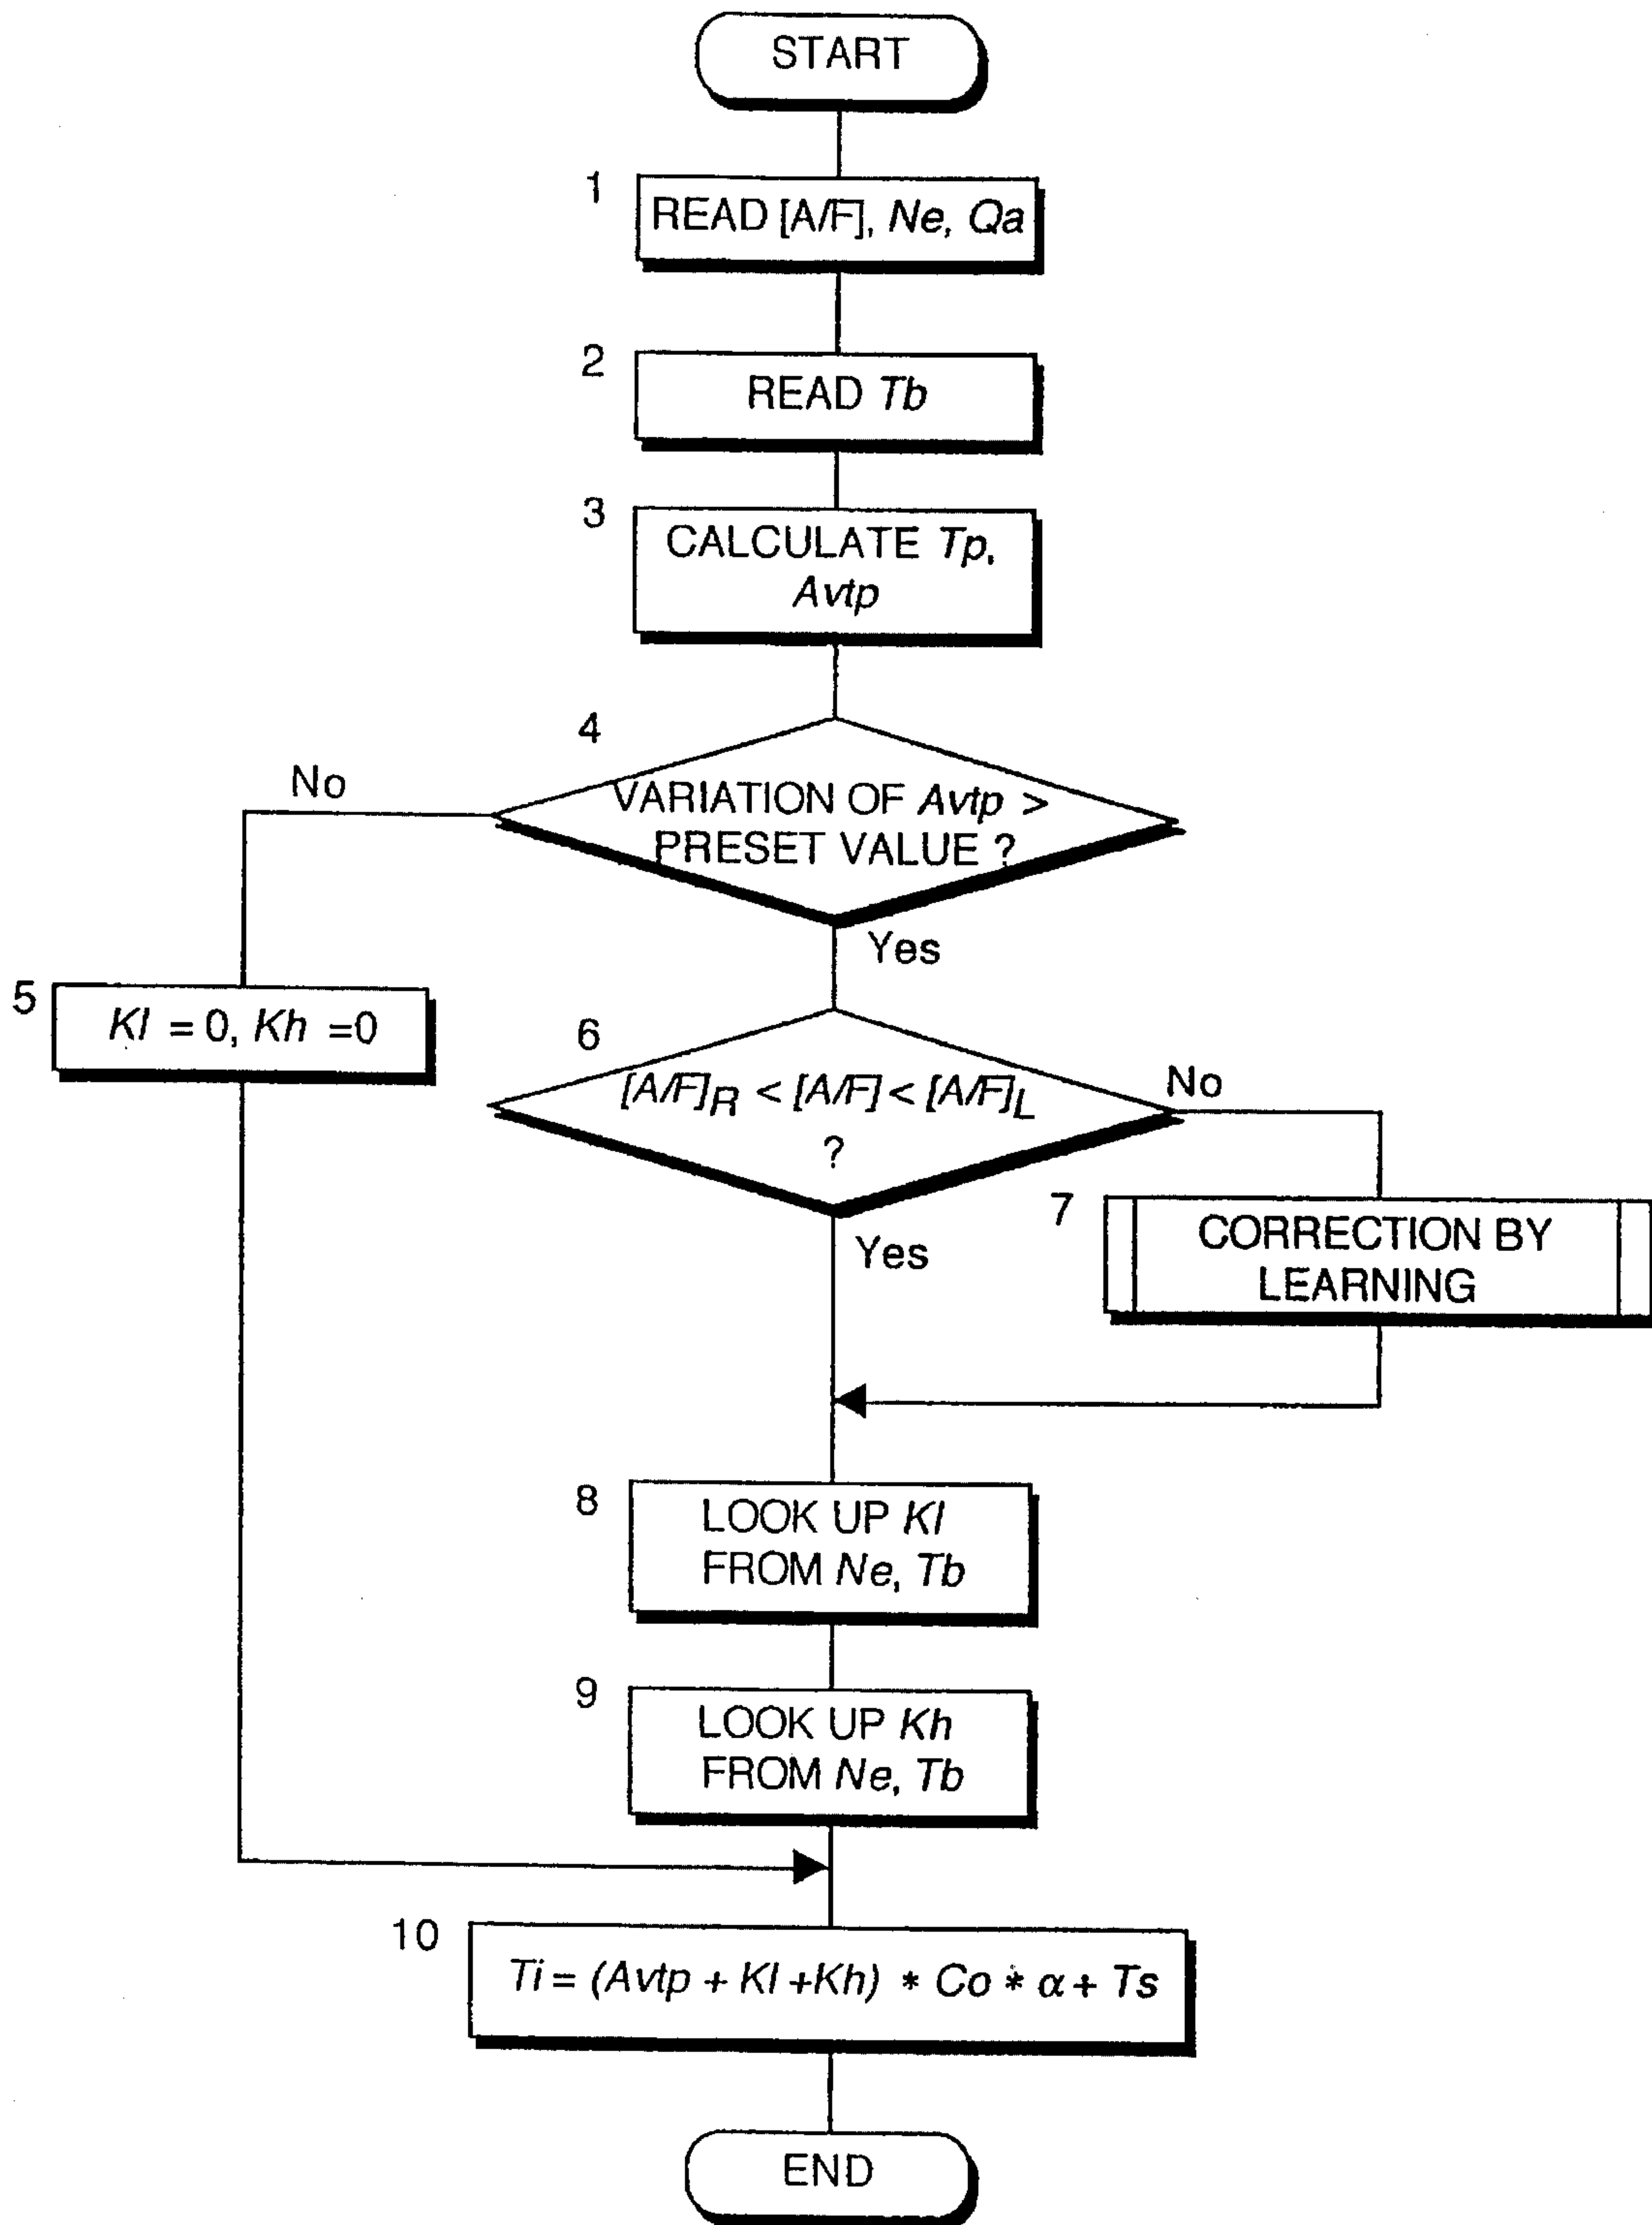 START
1
READ [A/F], Ne, Qa
2
READ Tb
3
CALCULATE Tp,
Avtp
4
No
VARIATION OF Avtp >
PRESET VALUE ?
Yes
5
Kl = 0, Kh =0
6
[A/F]R < [A/F] < [A/F]L
?
No
Yes
7
CORRECTION BY
LEARNING
8
LOOK UP Kl
FROM Ne, Tb
9
LOOK UP Kh
FROM Ne, Tb
10
Ti = (Avtp + Kl +Kh) * Co * α + Ts
END